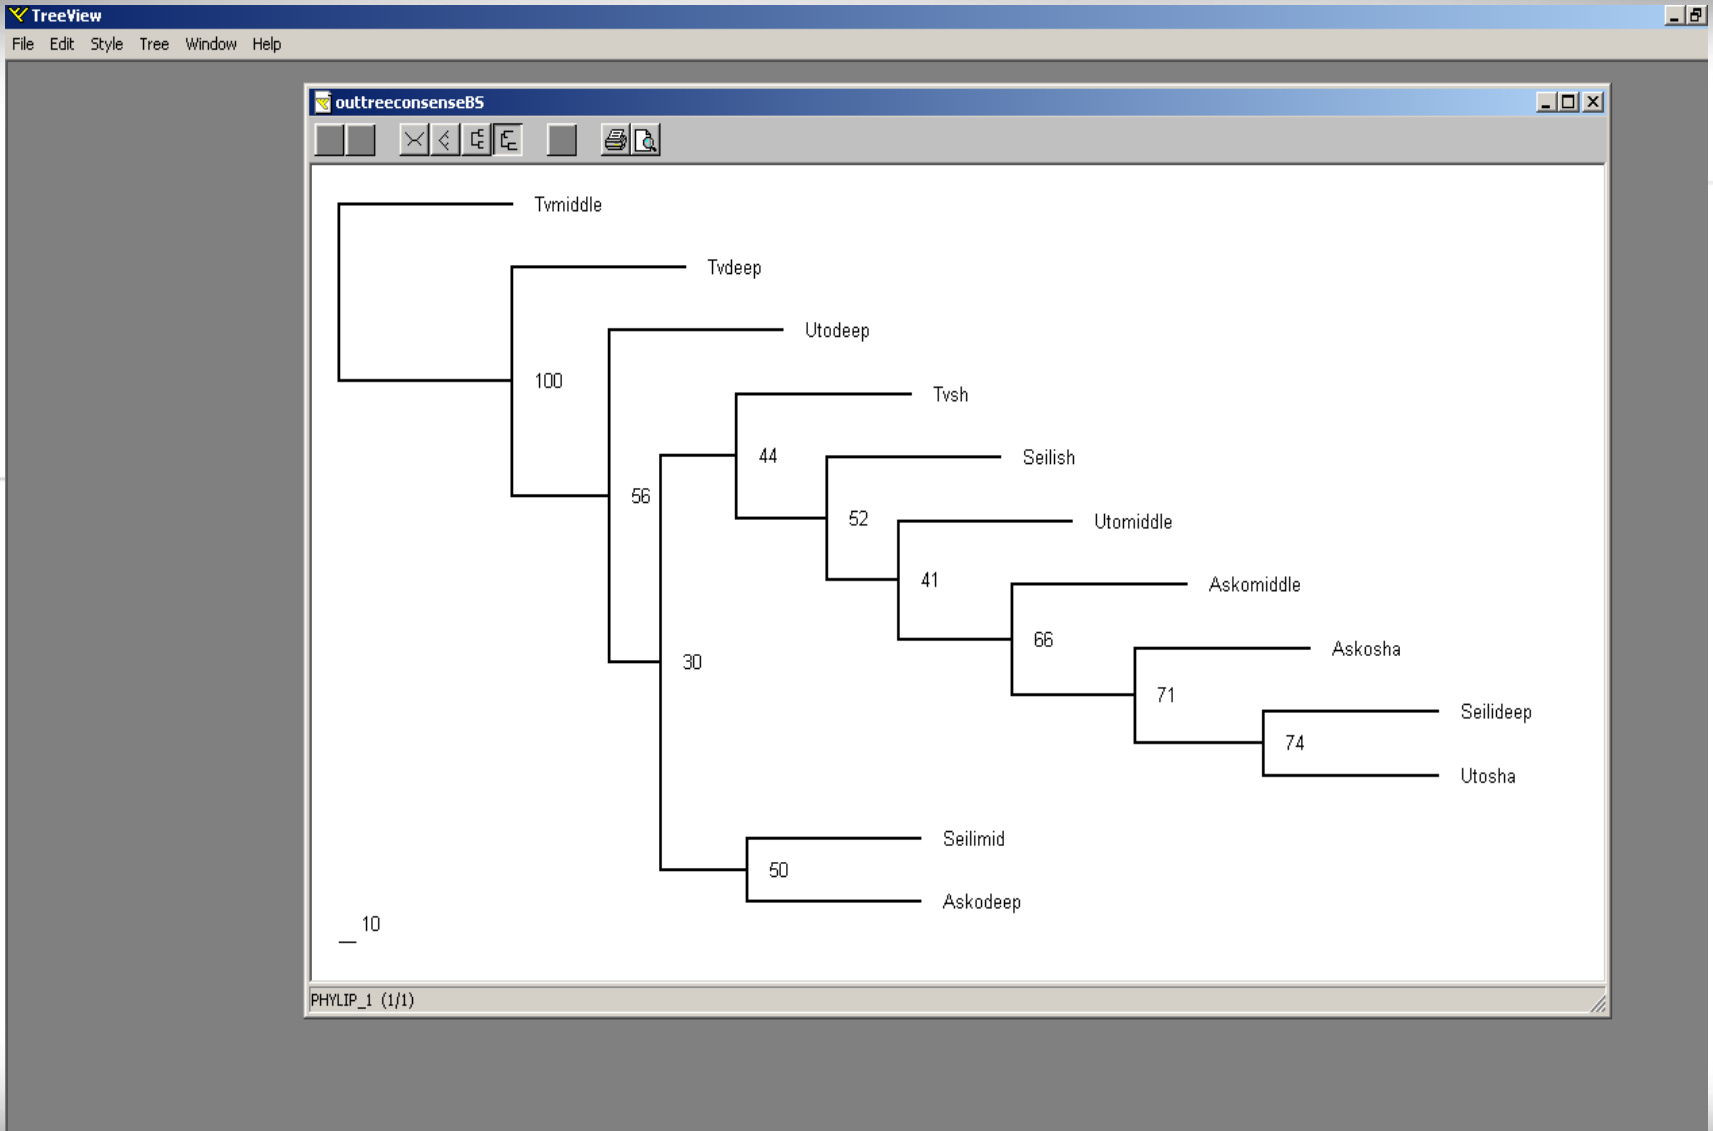 TreeView
File Edit Style Tree Window Help
outtreeconsenseBS
Tvmiddle
Tvdeep
Utodeep
100
Tvsh
44
Seilish
56
52
Utomiddle
41
Askomiddle
66
Askosha
30
71
Seilideep
74
Utosha
Seilimid
50
Askodeep
10
PHYLIP_1 (1/1)